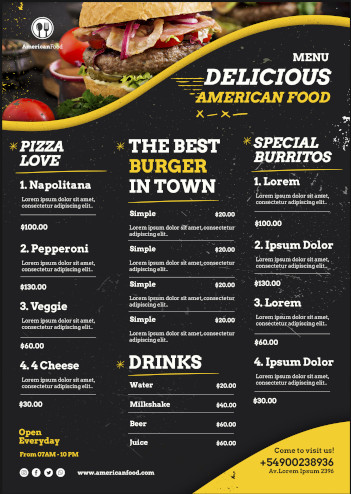 AmericanFood
MENU
DELICIOUS
AMERICAN FOOD
PIZZA
LOVE
1. Napolitana
Lorem ipsum dolor sit amet,
consectetur adipiscing elit..
$100.00
2. Pepperoni
Lorem ipsum dolor sit amet,
consectetur adipiscing elit..
$130.00
3. Veggie
Lorem ipsum dolor sit amet,
consectetur adipiscing elit..
$60.00
4. 4 Cheese
Lorem ipsum dolor sit amet,
consectetur adipiscing elit..
$30.00
Open
Everyday
From 07AM - 10 PM
THE BEST
BURGER
IN TOWN
Simple $20.00
Lorem ipsum dolor sit amet, consectetur
adipiscing elit..
Simple $20.00
Lorem ipsum dolor sit amet, consectetur
adipiscing elit..
Simple $20.00
Lorem ipsum dolor sit amet, consectetur
adipiscing elit..
Simple $20.00
Lorem ipsum dolor sit amet, consectetur
adipiscing elit..
DRINKS
Water $20.00
Milkshake $40.00
Beer $60.00
Juice $60.00
SPECIAL
BURRITOS
1. Lorem
Lorem ipsum dolor sit amet,
consectetur adipiscing elit..
$100.00
2. Ipsum Dolor
Lorem ipsum dolor sit amet,
consectetur adipiscing elit..
$130.00
3. Lorem
Lorem ipsum dolor sit amet,
consectetur adipiscing elit..
$60.00
4. Ipsum Dolor
Lorem ipsum dolor sit amet,
consectetur adipiscing elit..
$30.00
www.americanfood.com
Come to visit us!
+54900238936
Av.Lorem Ipsum 2396